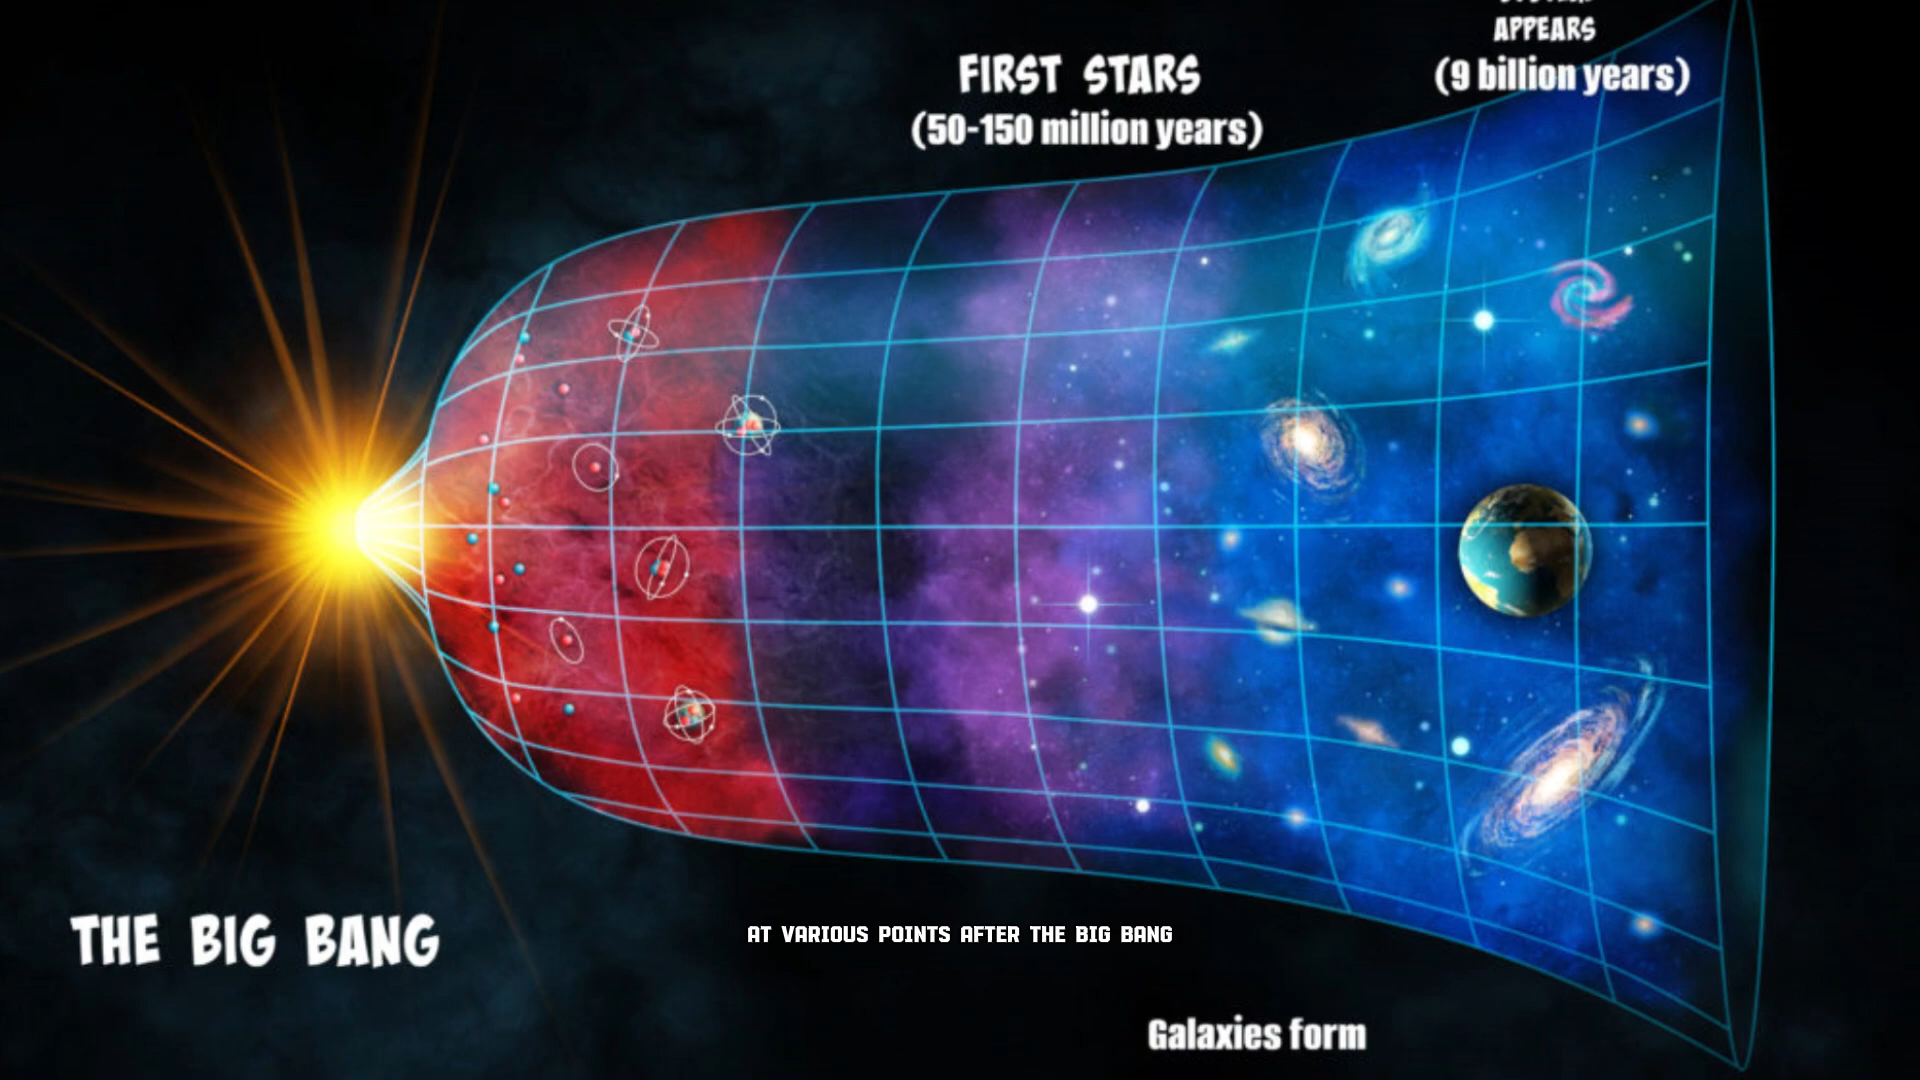 APPEARS
(9 billion years)
FIRST STARS
(50-150 million years)
THE BIG BANG
AT VARIOUS POINTS AFTER THE BIG BANG
Galaxies form